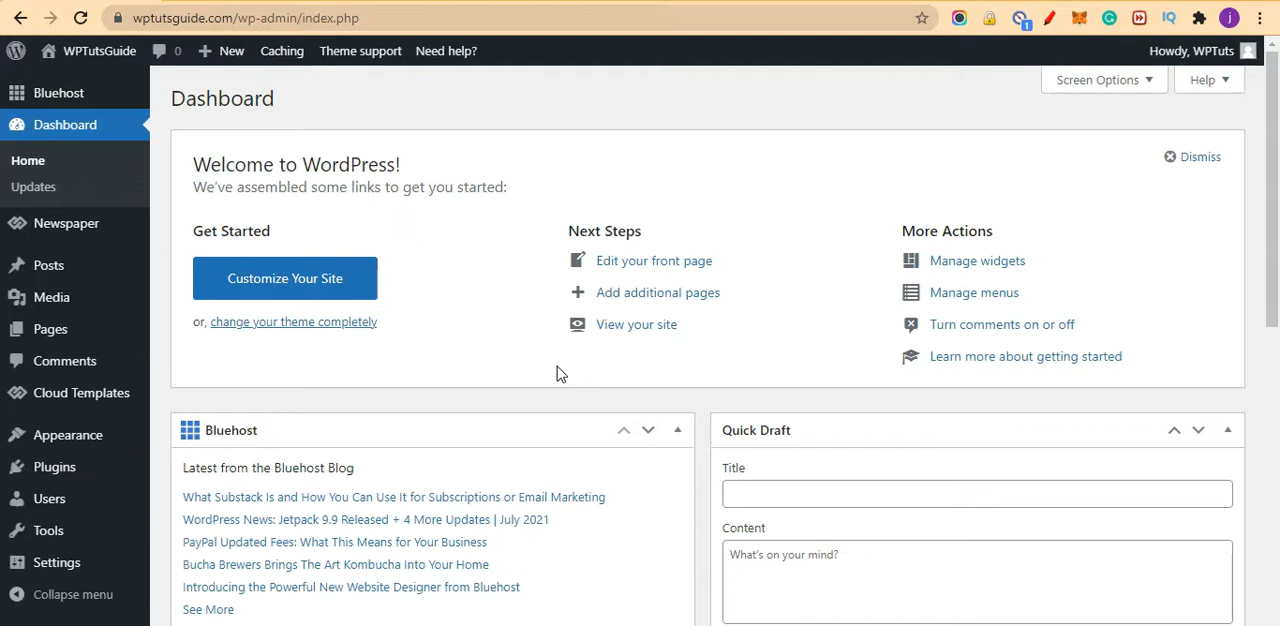 wptutsguide.com/wp-admin/index.php
1
IQ
j
WPTutsGuide 0 New Caching Theme support Need help? Howdy, WPTuts
Screen Options ▼ Help ▼
Bluehost
Dashboard
Home
Updates
Newspaper
Posts
Media
Pages
Comments
Cloud Templates
Appearance
Plugins
Users
Tools
Settings
Collapse menu
Dashboard
Welcome to WordPress!
Dismiss
We've assembled some links to get you started:
Get Started
Customize Your Site
or, change your theme completely
Next Steps
Edit your front page
Add additional pages
View your site
More Actions
Manage widgets
Manage menus
Turn comments on or off
Learn more about getting started
Bluehost
Latest from the Bluehost Blog
What Substack Is and How You Can Use It for Subscriptions or Email Marketing
WordPress News: Jetpack 9.9 Released + 4 More Updates | July 2021
PayPal Updated Fees: What This Means for Your Business
Bucha Brewers Brings The Art Kombucha Into Your Home
Introducing the Powerful New Website Designer from Bluehost
See More
Quick Draft
Title
Content
What's on your mind?